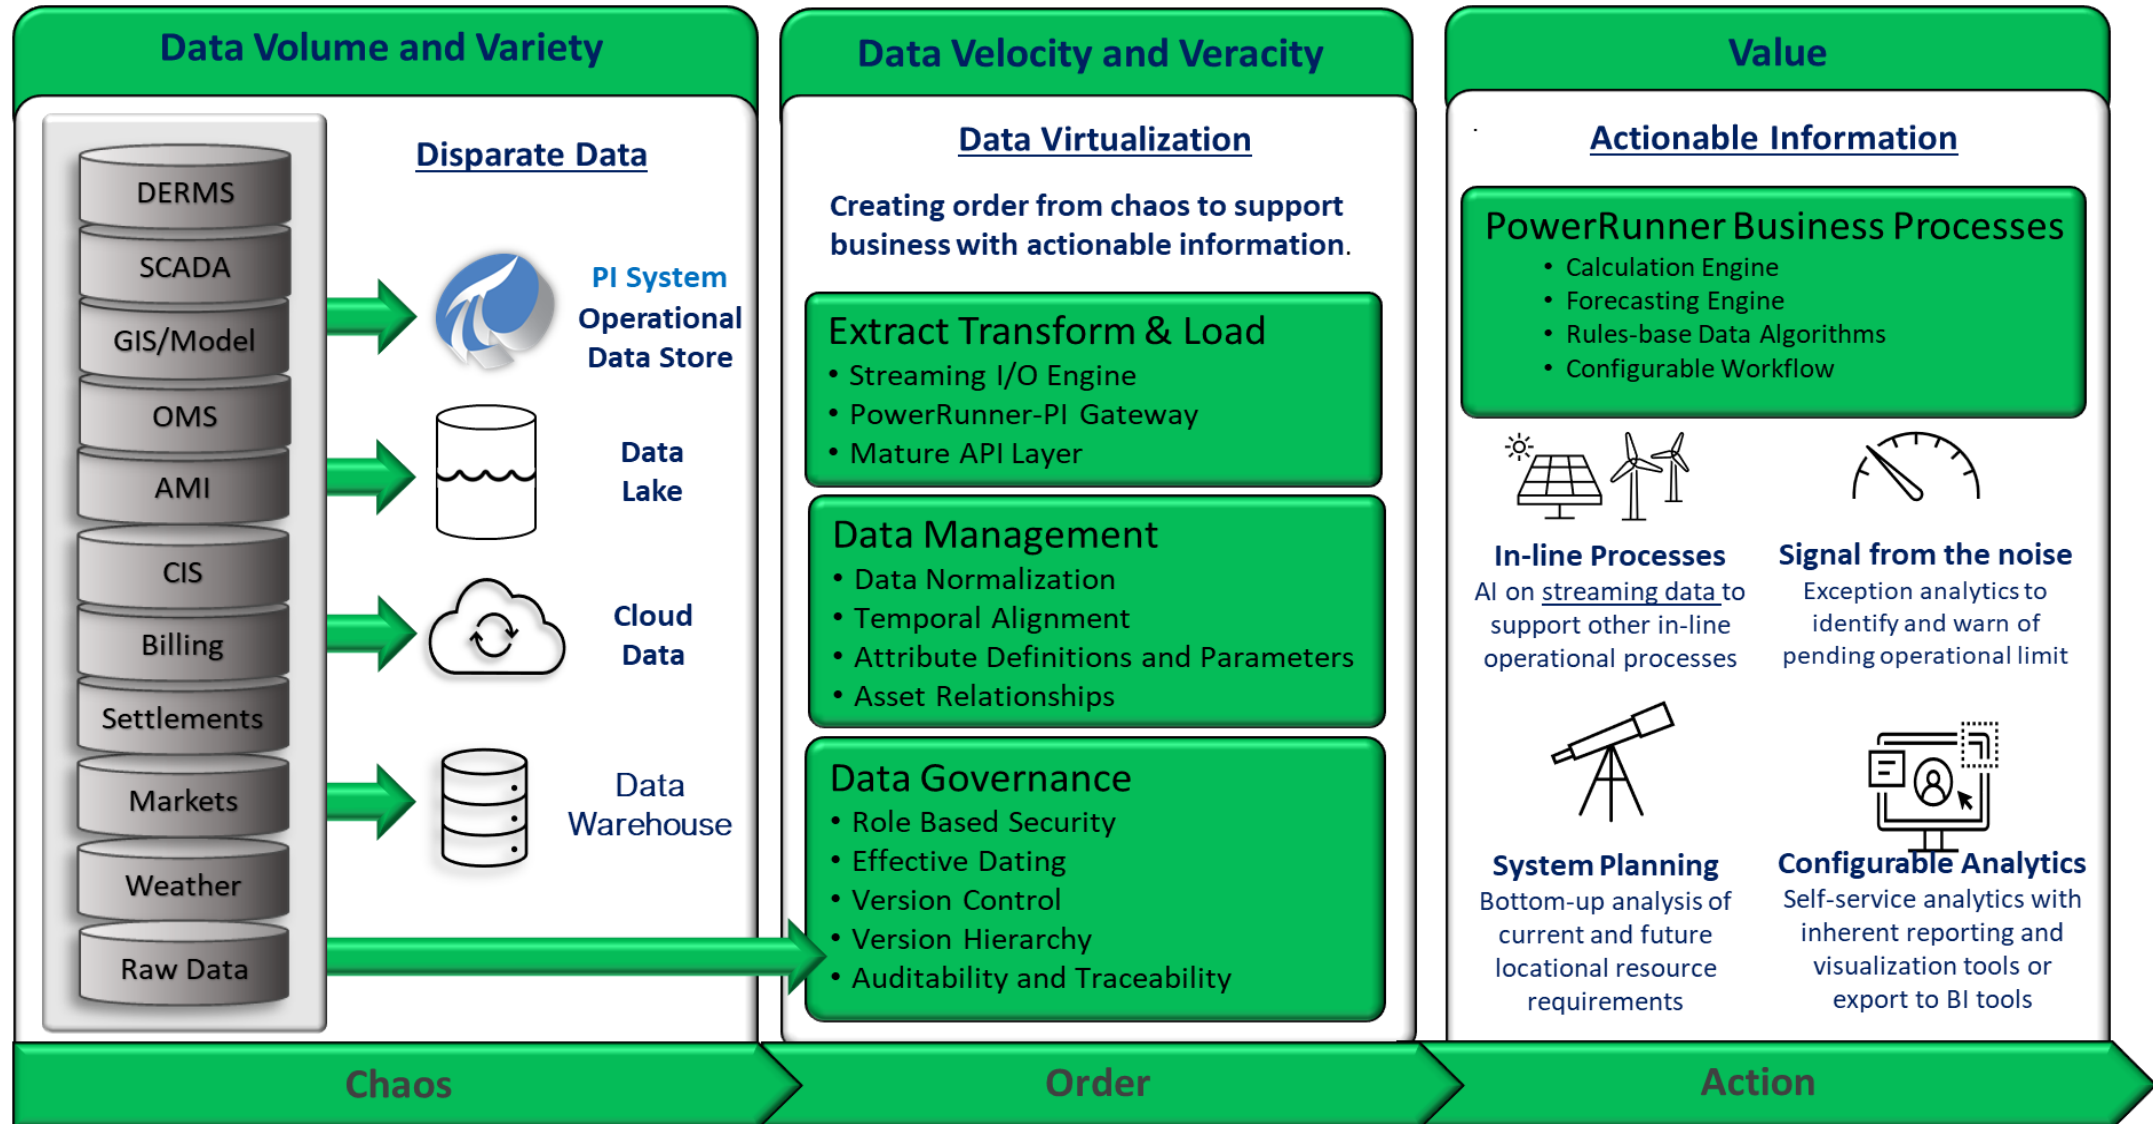 Data Volume and Variety
DERMS
SCADA
GIS/Model
OMS
AMI
CIS
Billing
Settlements
Markets
Weather
Raw Data
Disparate Data
PI System
Operational
Data Store
Data
Lake
Cloud
Data
Data
Warehouse
Chaos
Data Velocity and Veracity
Data Virtualization
Creating order from chaos to support
business with actionable information.
Extract Transform & Load
• Streaming I/O Engine
• PowerRunner-PI Gateway
• Mature API Layer
Data Management
• Data Normalization
• Temporal Alignment
• Attribute Definitions and Parameters
• Asset Relationships
Data Governance
• Role Based Security
• Effective Dating
• Version Control
• Version Hierarchy
• Auditability and Traceability
Order
Value
Actionable Information
PowerRunner Business Processes
• Calculation Engine
• Forecasting Engine
• Rules-base Data Algorithms
• Configurable Workflow
In-line Processes
AI on streaming data to
support other in-line
operational processes
Signal from the noise
Exception analytics to
identify and warn of
pending operational limit
System Planning
Bottom-up analysis of
current and future
locational resource
requirements
Configurable Analytics
Self-service analytics with
inherent reporting and
visualization tools or
export to BI tools
Action